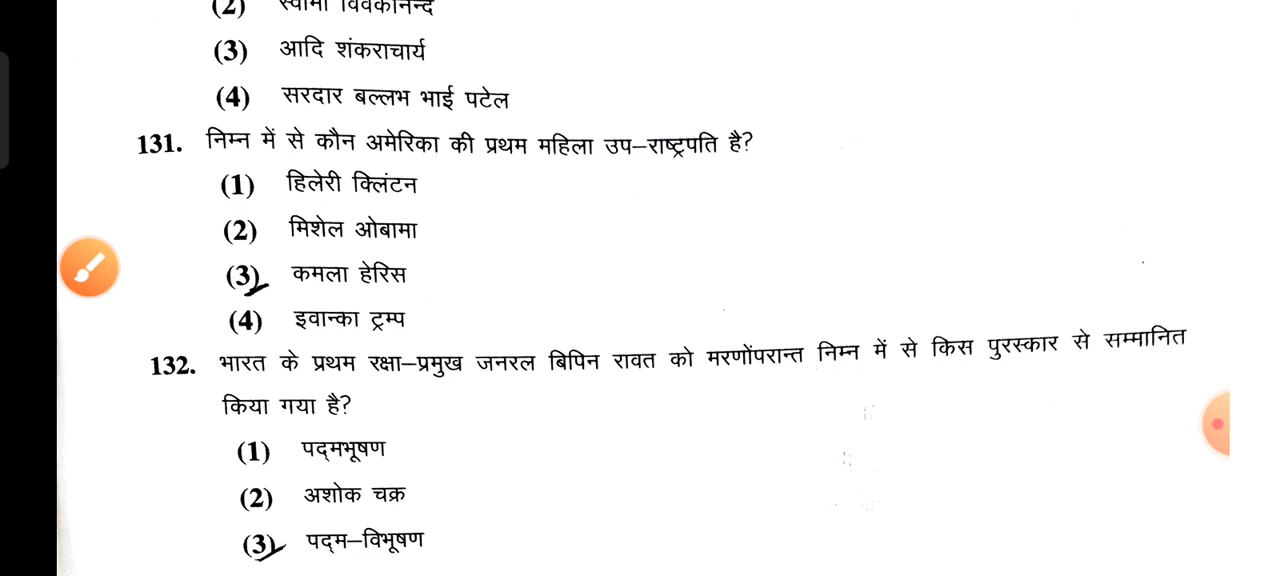 (2) स्वामी विवेकानन्द
(3) आदि शंकराचार्य
(4) सरदार बल्लभ भाई पटेल
131. निम्न में से कौन अमेरिका की प्रथम महिला उप–राष्ट्रपति है?
(1) हिलेरी क्लिंटन
(2) मिशेल ओबामा
(3) कमला हेरिस
(4) इवान्का ट्रम्प
132. भारत के प्रथम रक्षा–प्रमुख जनरल बिपिन रावत को मरणोंपरान्त निम्न में से किस पुरस्कार से सम्मानित
किया गया है?
(1) पद्मभूषण
(2) अशोक चक्र
(3) पद्म–विभूषण